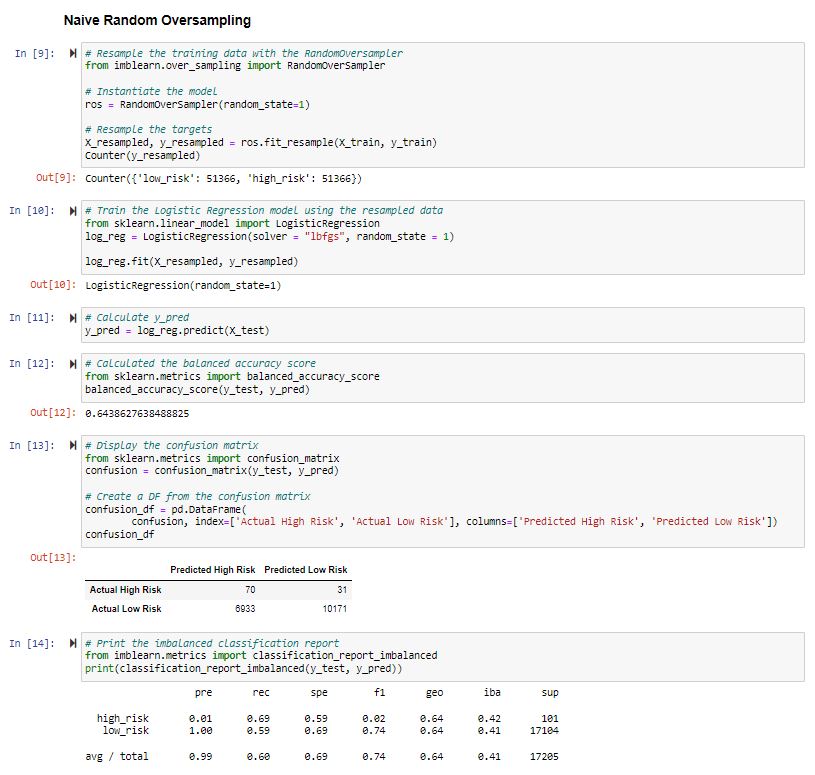 Naive Random Oversampling
In [9]:
# Resample the training data with the RandomOversampler
from imblearn.over_sampling import RandomOverSampler
# Instantiate the model
ros = RandomOverSampler(random_state=1)
# Resample the targets
X_resampled, y_resampled = ros.fit_resample(X_train, y_train)
Counter(y_resampled)
Out[9]: Counter({'low_risk': 51366, 'high_risk': 51366})
In [10]:
# Train the Logistic Regression model using the resampled data
from sklearn.linear_model import LogisticRegression
log_reg = LogisticRegression(solver = "lbfgs", random_state = 1)
log_reg.fit(X_resampled, y_resampled)
Out[10]: LogisticRegression(random_state=1)
In [11]:
# Calculate y_pred
y_pred = log_reg.predict(X_test)
In [12]:
# Calculated the balanced accuracy score
from sklearn.metrics import balanced_accuracy_score
balanced_accuracy_score(y_test, y_pred)
Out[12]: 0.6438627638488825
In [13]:
# Display the confusion matrix
from sklearn.metrics import confusion_matrix
confusion = confusion_matrix(y_test, y_pred)
# Create a DF from the confusion matrix
confusion_df = pd.DataFrame(
confusion, index=['Actual High Risk', 'Actual Low Risk'], columns=['Predicted High Risk', 'Predicted Low Risk'])
confusion_df
Out[13]:
Predicted High Risk Predicted Low Risk
Actual High Risk 70 31
Actual Low Risk 6933 10171
In [14]:
# Print the imbalanced classification report
from imblearn.metrics import classification_report_imbalanced
print(classification_report_imbalanced(y_test, y_pred))
pre rec spe f1 geo iba sup
high_risk 0.01 0.69 0.59 0.02 0.64 0.42 101
low_risk 1.00 0.59 0.69 0.74 0.64 0.41 17104
avg / total 0.99 0.60 0.69 0.74 0.64 0.41 17205